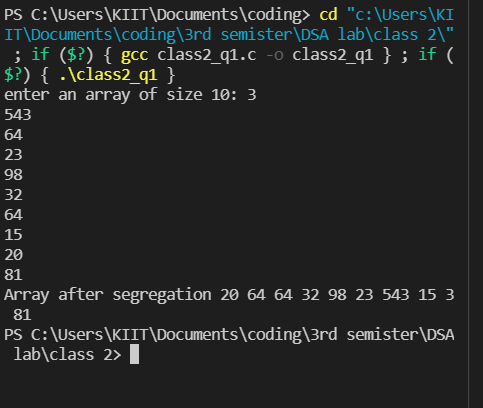 PS C:\Users\KIIT\Documents\coding> cd "c:\Users\KI
IT\Documents\coding\3rd semister\DSA lab\class 2\"
 ; if ($?) { gcc class2_q1.c -o class2_q1 } ; if (
$?) { .\class2_q1 }
enter an array of size 10: 3
543
64
23
98
32
64
15
20
81
Array after segregation 20 64 64 32 98 23 543 15 3
 81
PS C:\Users\KIIT\Documents\coding\3rd semister\DSA
 lab\class 2>